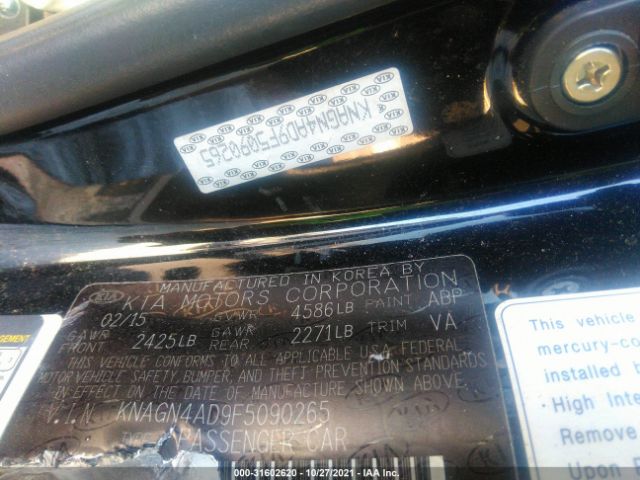 KNAGN4AD9F5090265
MANUFACTURED IN KOREA BY
KIA MOTORS CORPORATION
02/15 GVWR 4586LB PAINT ABP
GAWR FRONT 2425LB GAWR REAR 2271LB TRIM VA
THIS VEHICLE CONFORMS TO ALL APPLICABLE U.S.A. FEDERAL
MOTOR VEHICLE SAFETY, BUMPER, AND THEFT PREVENTION STANDARDS
IN EFFECT ON THE DATE OF MANUFACTURE SHOWN ABOVE.
V.I.N. KNAGN4AD9F5090265
TYPE PASSENGER CAR
This vehicle
mercury-co
installed b
- High Inten
Remove
Upon
000-31602620 - 10/27/2021 - IAA Inc.